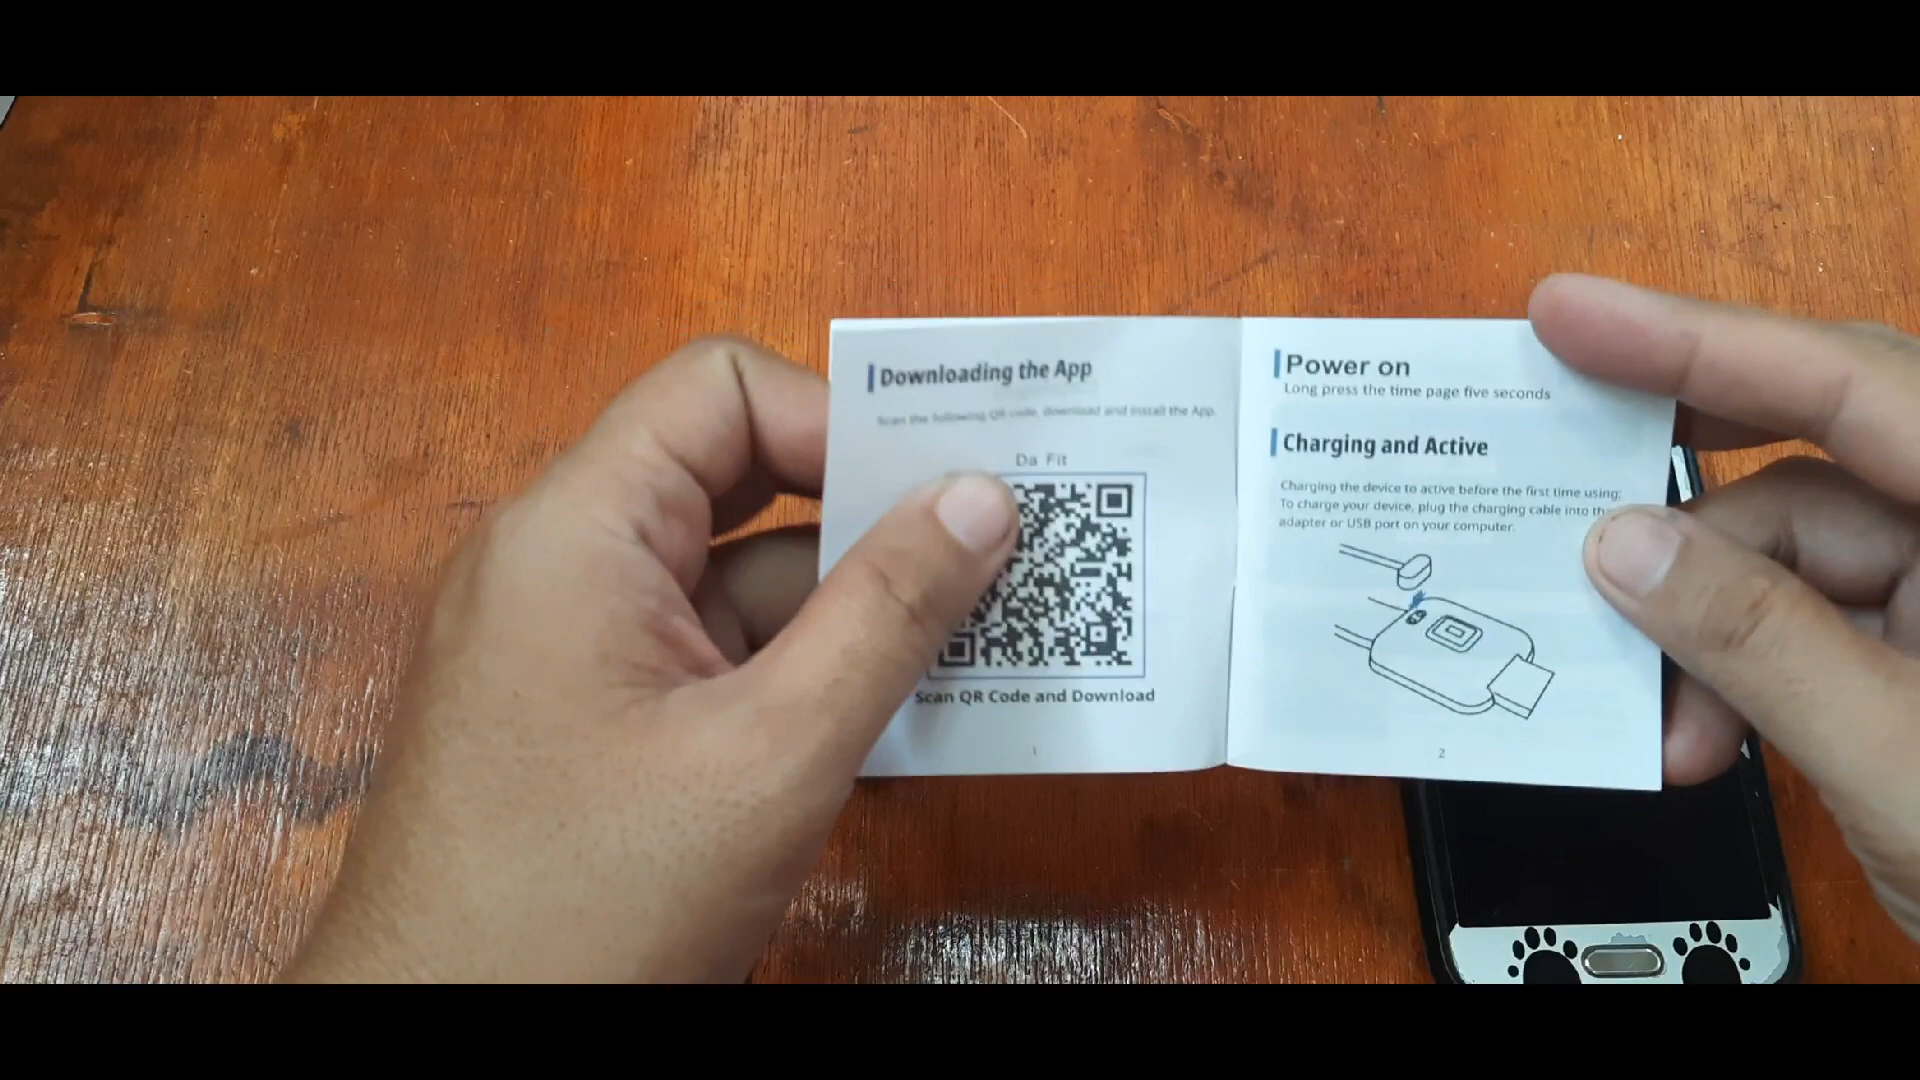 Downloading the App
Scan the following QR code, download and install the App.
Da Fit
Scan QR Code and Download
1
Power on
Long press the time page five seconds
Charging and Active
Charging the device to active before the first time using;
To charge your device, plug the charging cable into
adapter or USB port on your computer.
2